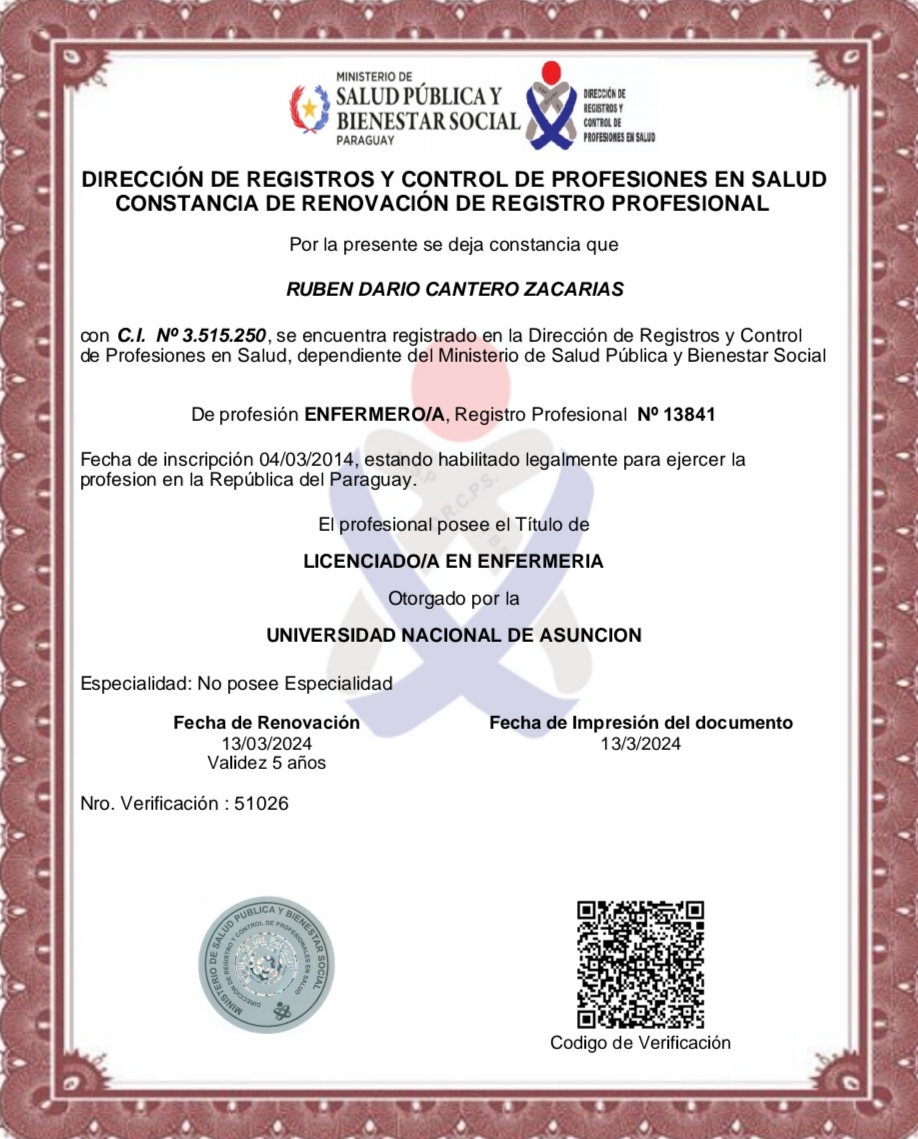 MINISTERIO DE
SALUD PÚBLICA Y
BIENESTAR SOCIAL
PARAGUAY
DIRECCIÓN DE
REGISTROS Y
CONTROL DE
PROFESIONES EN SALUD
DIRECCIÓN DE REGISTROS Y CONTROL DE PROFESIONES EN SALUD
CONSTANCIA DE RENOVACIÓN DE REGISTRO PROFESIONAL
Por la presente se deja constancia que
RUBEN DARIO CANTERO ZACARIAS
con C.I. Nº 3.515.250, se encuentra registrado en la Dirección de Registros y Control
de Profesiones en Salud, dependiente del Ministerio de Salud Pública y Bienestar Social
De profesión ENFERMERO/A, Registro Profesional Nº 13841
Fecha de inscripción 04/03/2014, estando habilitado legalmente para ejercer la
profesion en la República del Paraguay.
R.C.P.S.
El profesional posee el Título de
LICENCIADO/A EN ENFERMERIA
Otorgado por la
UNIVERSIDAD NACIONAL DE ASUNCION
Especialidad: No posee Especialidad
Fecha de Renovación
13/03/2024
Validez 5 años
Fecha de Impresión del documento
13/3/2024
Nro. Verificación : 51026
MINISTERIO DE SALUD PUBLICA Y BIENESTAR SOCIAL
DIRECCIÓN DE REGISTRO Y CONTROL DE PROFESIONALES EN SALUD
Codigo de Verificación